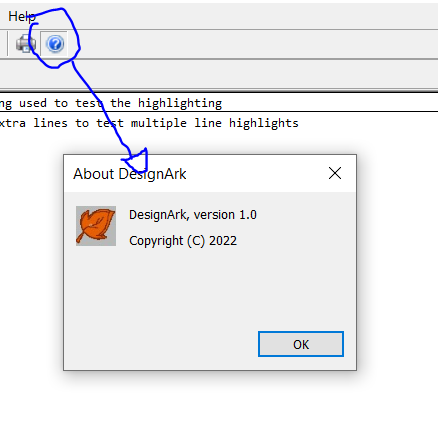 Help
ng used to test the highlighting
xtra lines to test multiple line highlights
About DesignArk
DesignArk, version 1.0
Copyright (C) 2022
OK